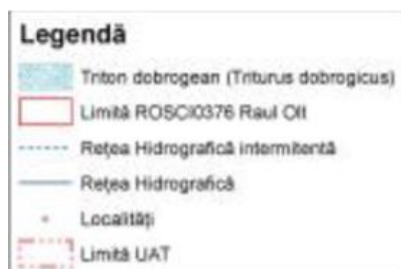 Legendă
Triton dobrogean (Triturus dobrogicus)
Limită ROSCI0376 Raul Olt
Rețea Hidrografică intermitentă
Rețea Hidrografică
Localități
Limită UAT